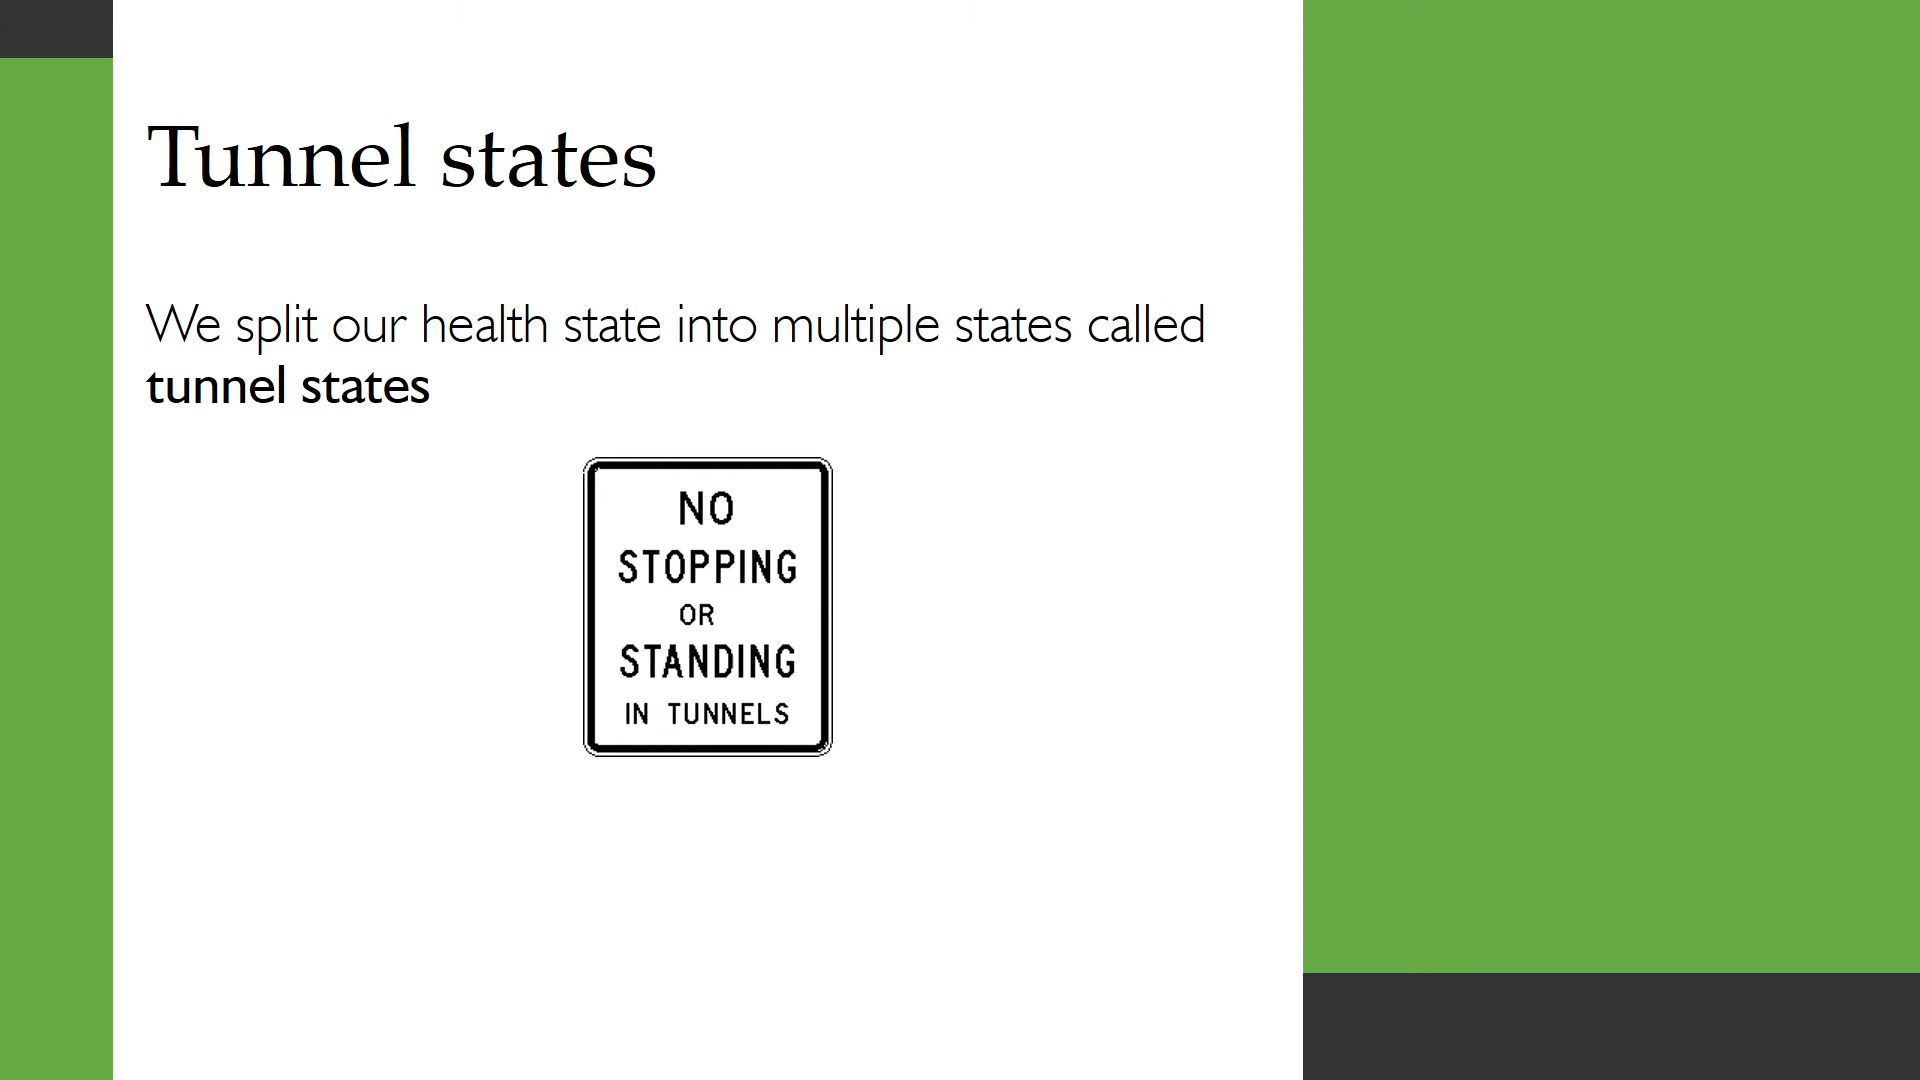 Tunnel states
We split our health state into multiple states called
tunnel states
NO
STOPPING
OR
STANDING
IN TUNNELS